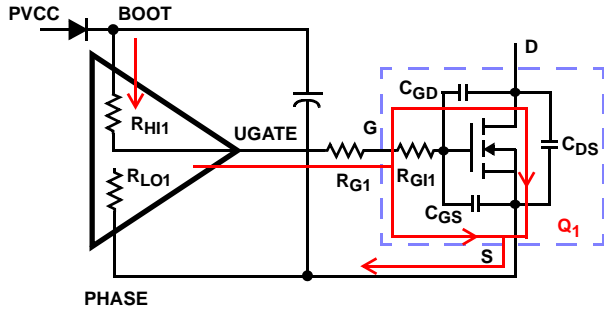 PVCC
BOOT
D
CGD
RHI1
UGATE
G
CDS
RLO1
RG1
RGI1
CGS
Q1
S
PHASE